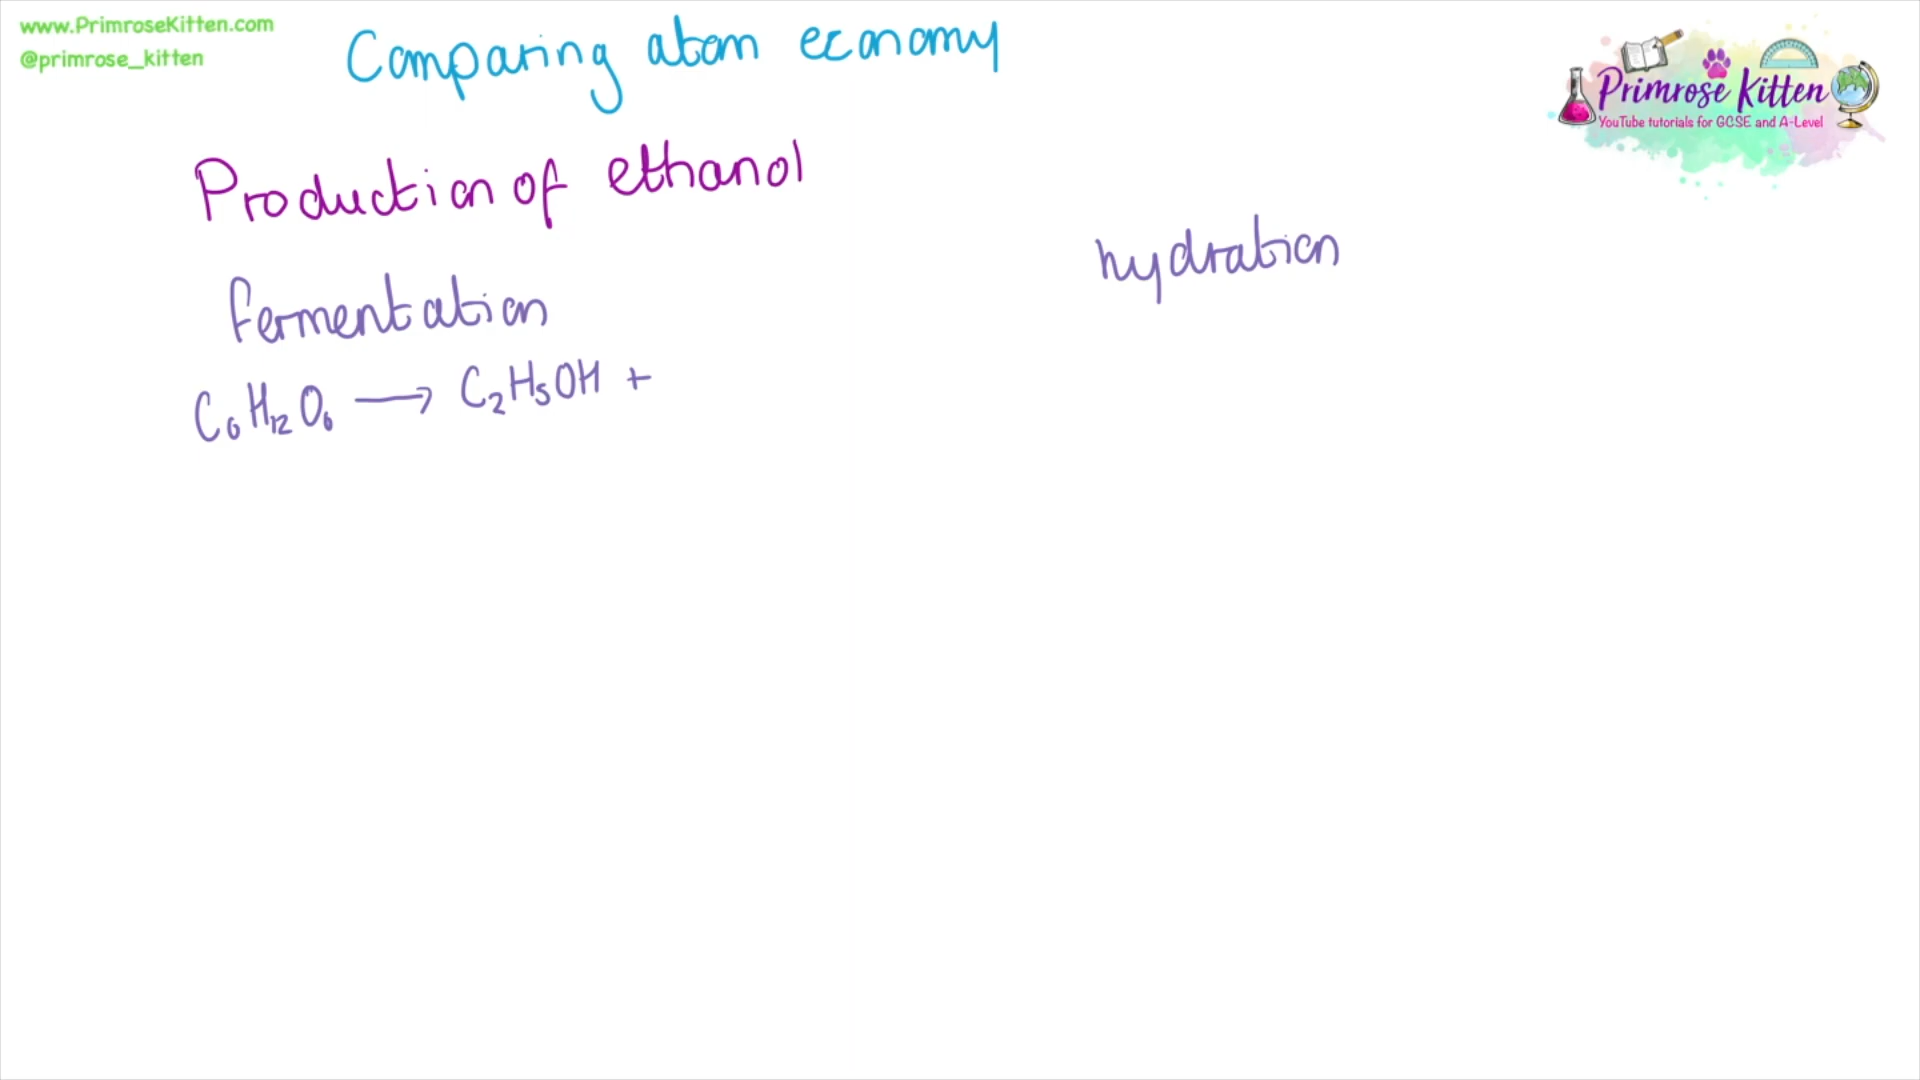 www.PrimroseKitten.com
@primrose_kitten
Comparing atom economy
Primrose Kitten
YouTube tutorials for GCSE and A-Level
Production of ethanol
hydration
fermentation
C₆H₁₂O₆ ⟶ C₂H₅OH +